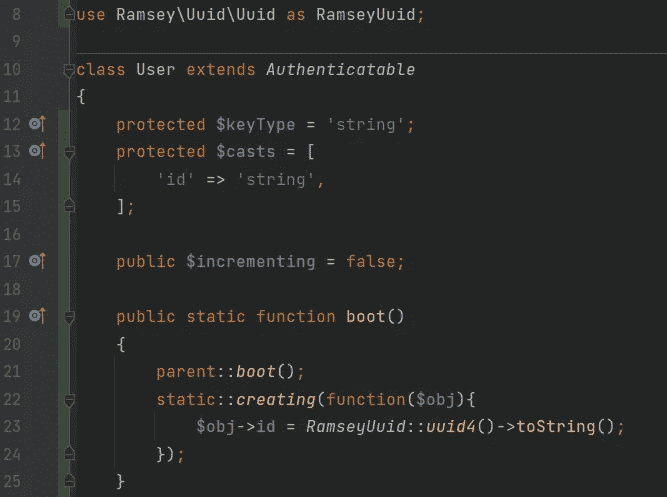 8 use Ramsey\Uuid\Uuid as RamseyUuid;
9
10 class User extends Authenticatable
11 {
12     protected $keyType = 'string';
13     protected $casts = [
14         'id' => 'string',
15     ];
16
17     public $incrementing = false;
18
19     public static function boot()
20     {
21         parent::boot();
22         static::creating(function($obj){
23             $obj->id = RamseyUuid::uuid4()->toString();
24         });
25     }